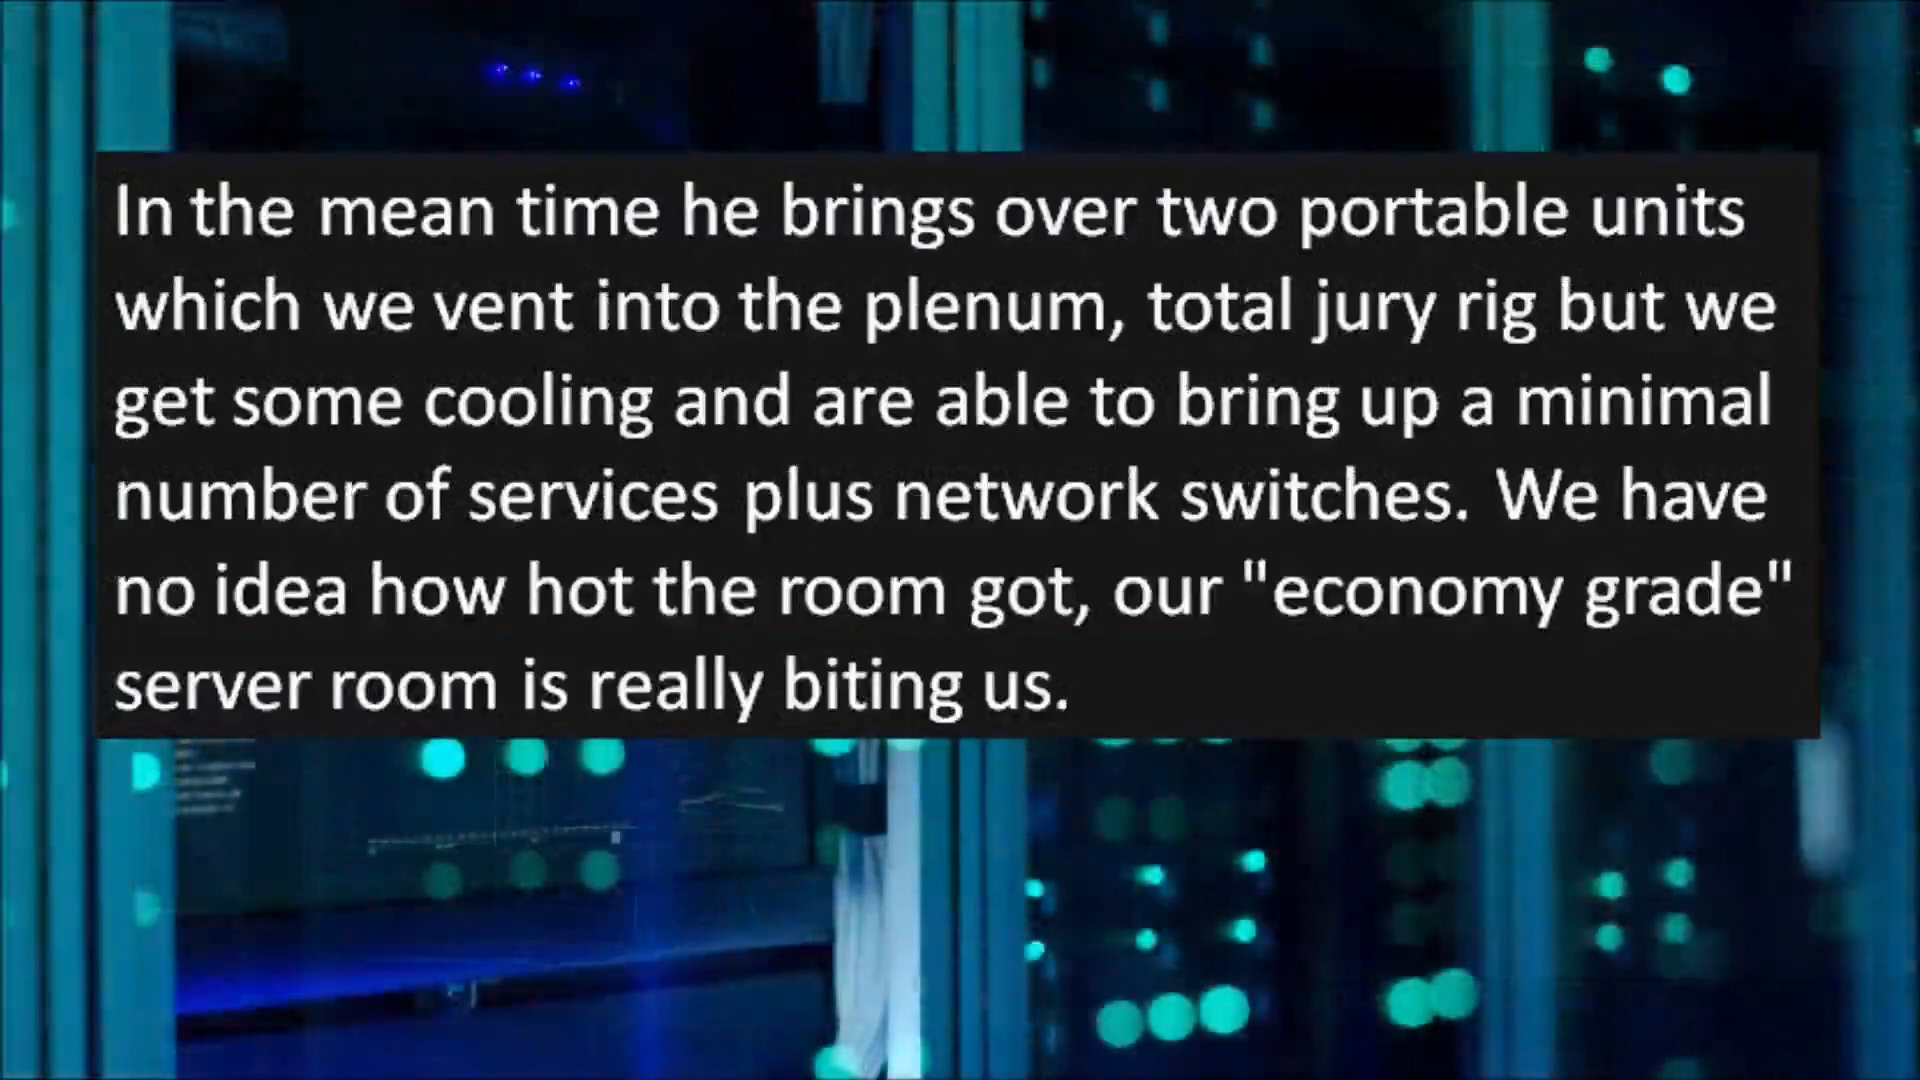 In the mean time he brings over two portable units
which we vent into the plenum, total jury rig but we
get some cooling and are able to bring up a minimal
number of services plus network switches. We have
no idea how hot the room got, our "economy grade"
server room is really biting us.